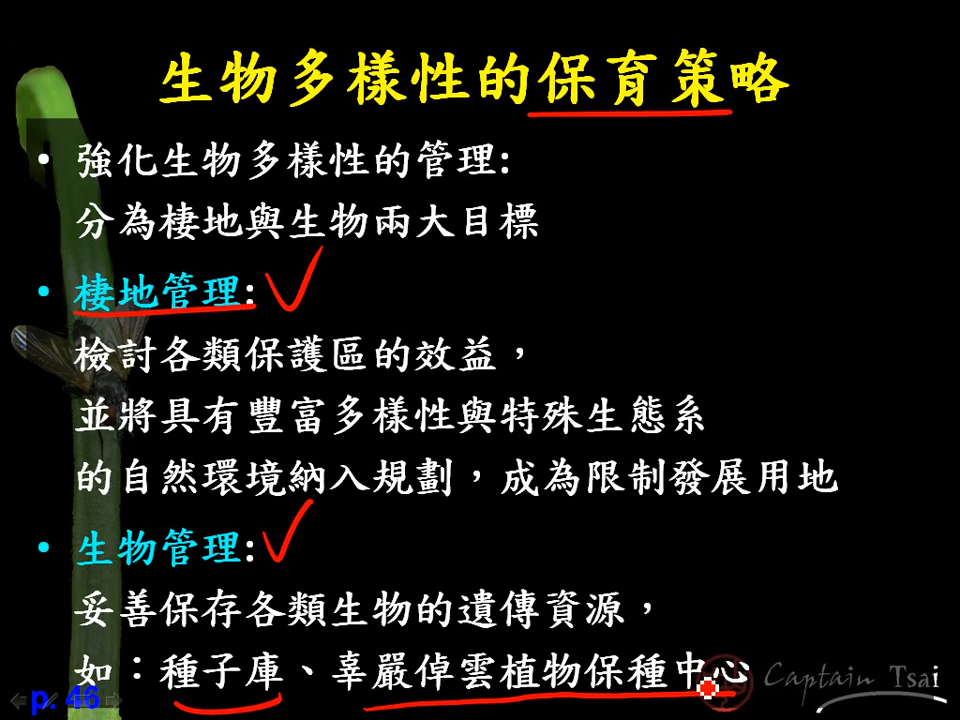 生物多樣性的保育策略
• 強化生物多樣性的管理:
分為棲地與生物兩大目標
• 棲地管理:
檢討各類保護區的效益，
並將具有豐富多樣性與特殊生態系
的自然環境納入規劃，成為限制發展用地
• 生物管理:
妥善保存各類生物的遺傳資源，
如：種子庫、辜嚴倬雲植物保種中心
Captain Tsai
p. 46